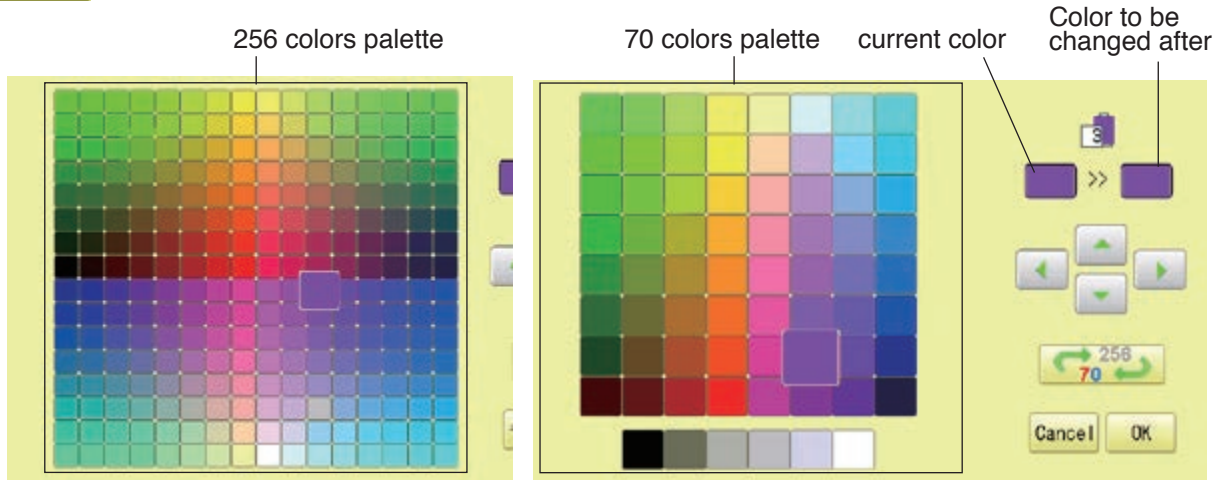 256 colors palette
70 colors palette
current color
Color to be
changed after
3
>>
256
70
Cancel
OK